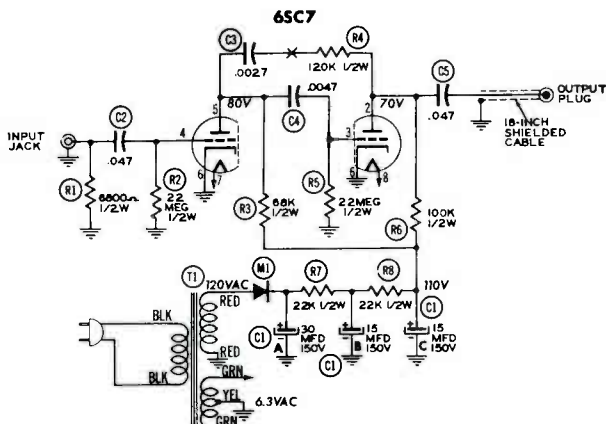 6SC7
C3
R4
.0027
120K 1/2W
C5
.0047
C4
5
80V
2
70V
.047
OUTPUT
PLUG
18-INCH
SHIELDED
CABLE
INPUT
JACK
C2
.047
4
3
6
7
6
8
R1
6800Ω
1/2W
R2
22
MEG
1/2W
R3
68K
1/2W
R5
22MEG
1/2W
R6
100K
1/2W
T1
120VAC
M1
R7
R8
110V
22K 1/2W
22K 1/2W
C1
RED
BLK
C1
A
30
MFD
150V
B
15
MFD
150V
C
15
MFD
150V
C1
RED
BLK
GRN
YEL
6.3VAC
GRN